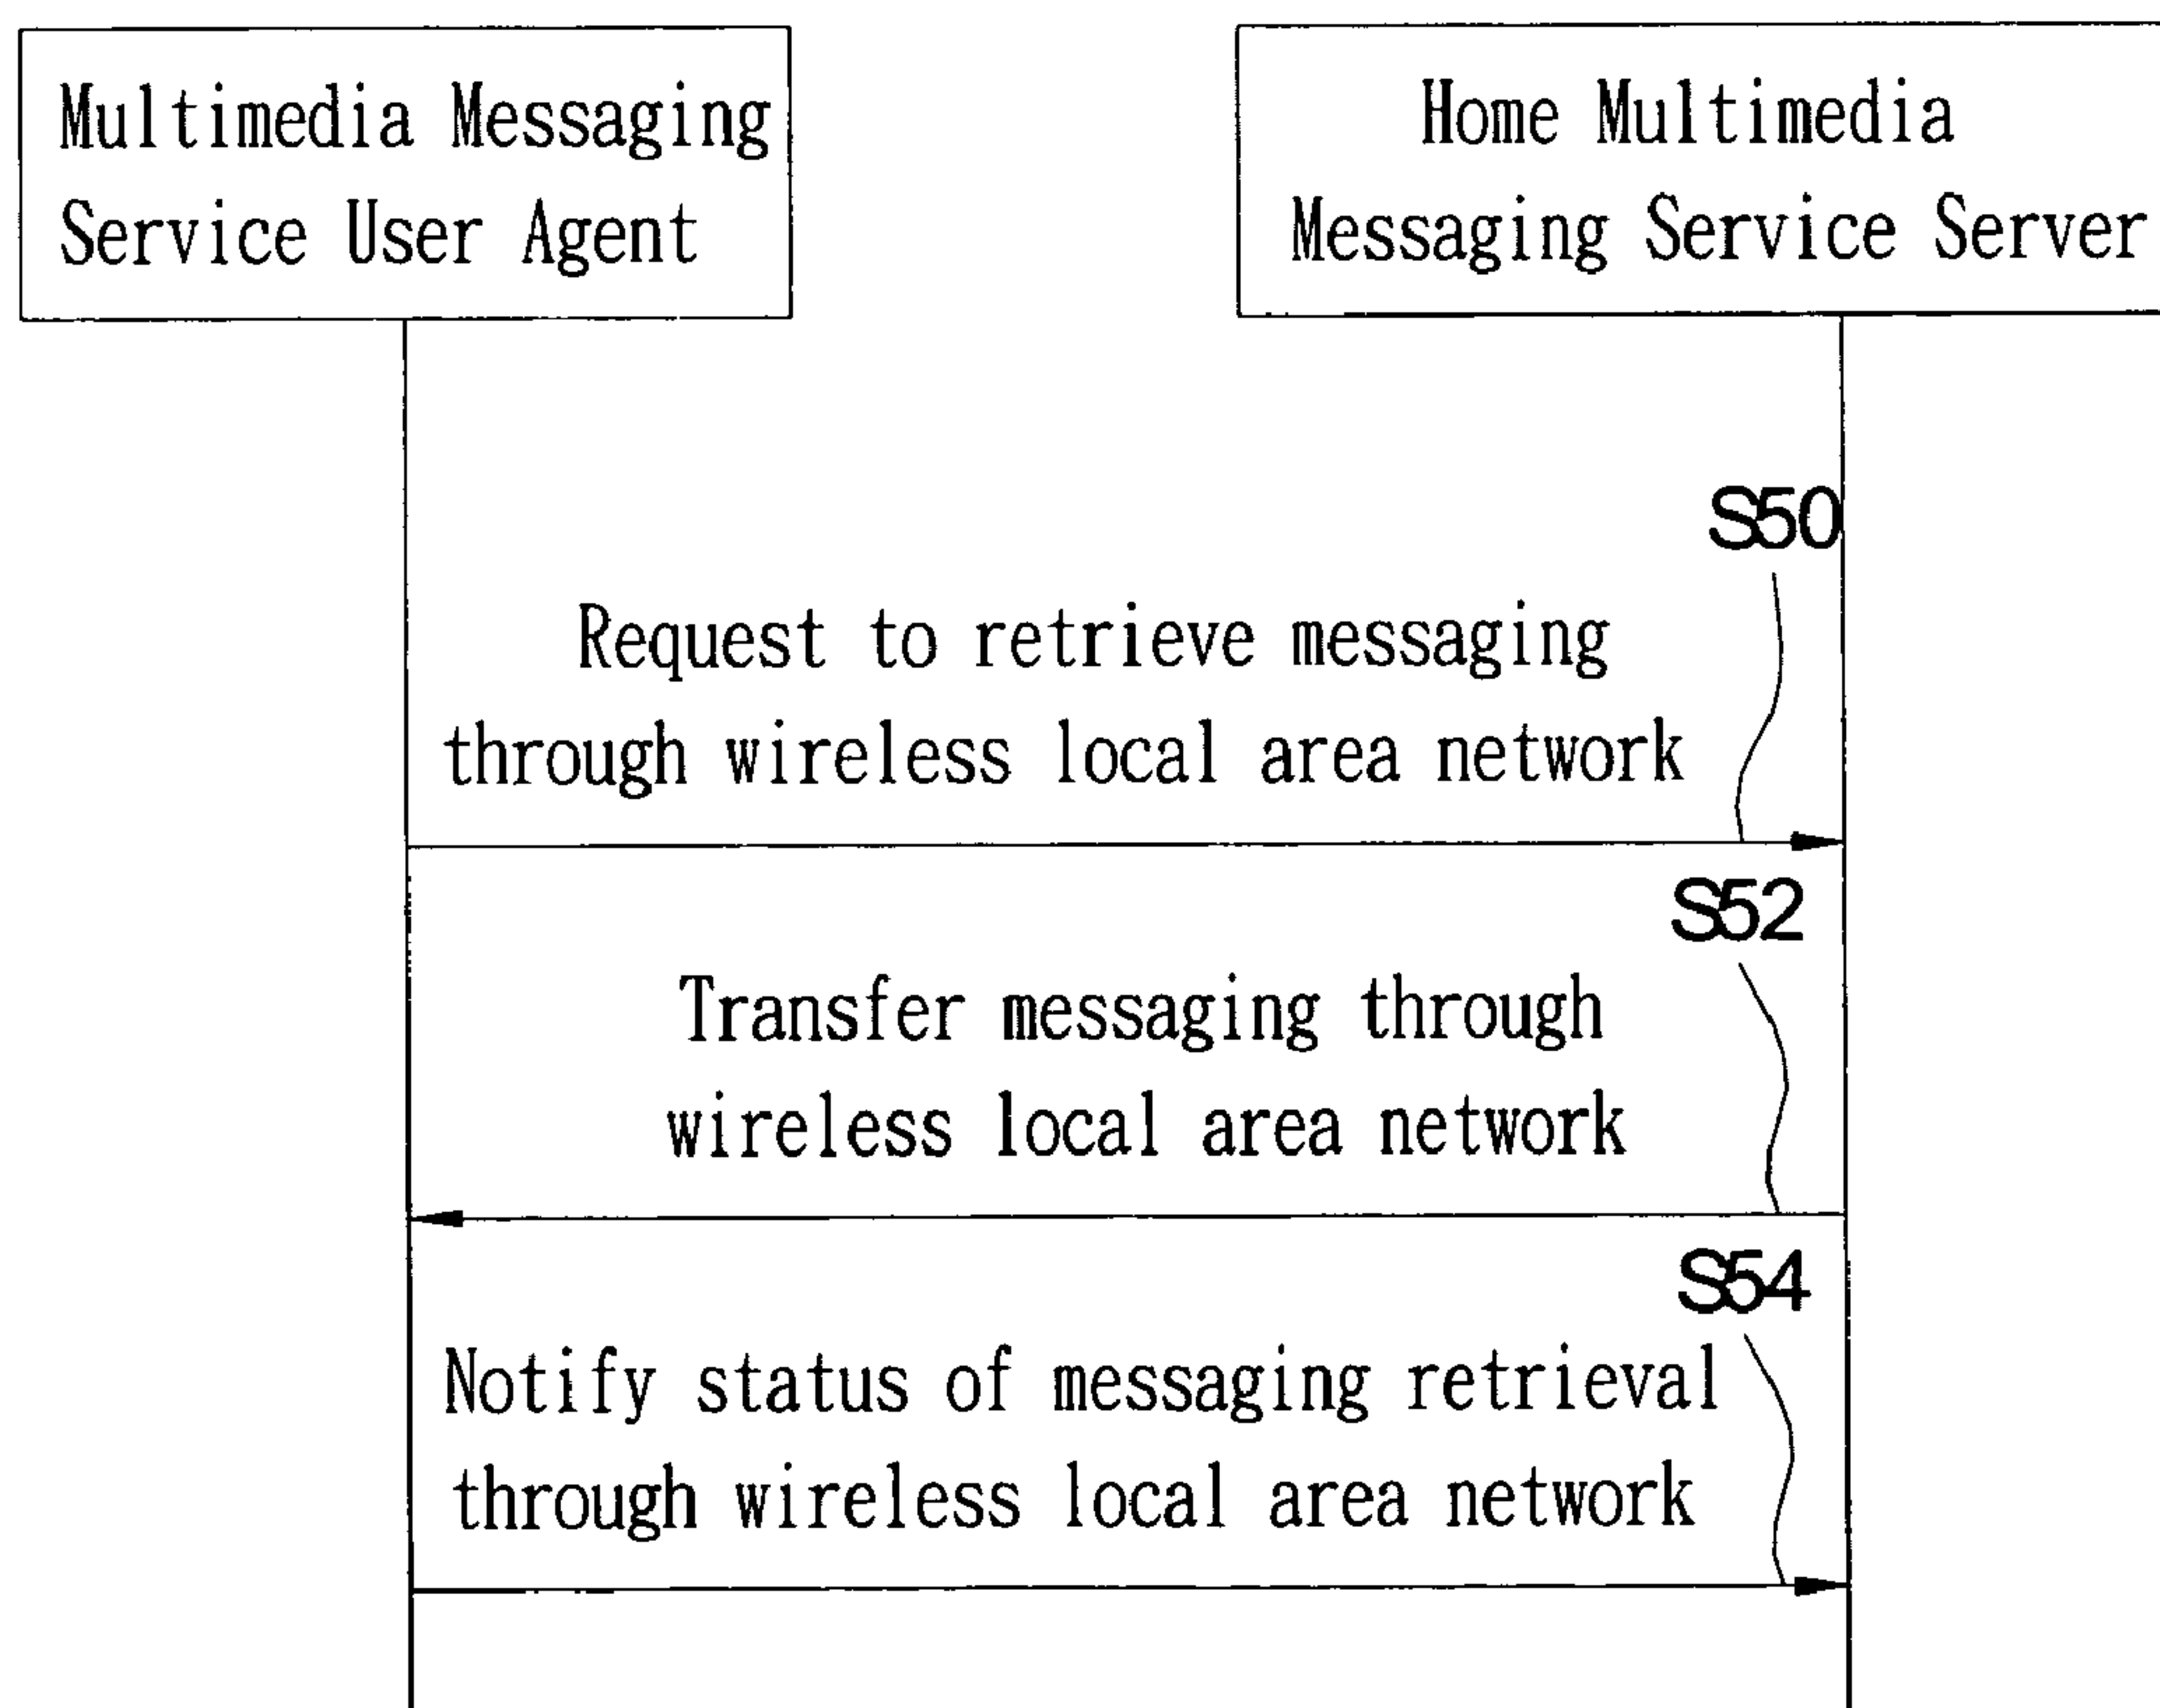 Multimedia Messaging
Service User Agent
Home Multimedia
Messaging Service Server
S50
Request to retrieve messaging
through wireless local area network
S52
Transfer messaging through
wireless local area network
S54
Notify status of messaging retrieval
through wireless local area network